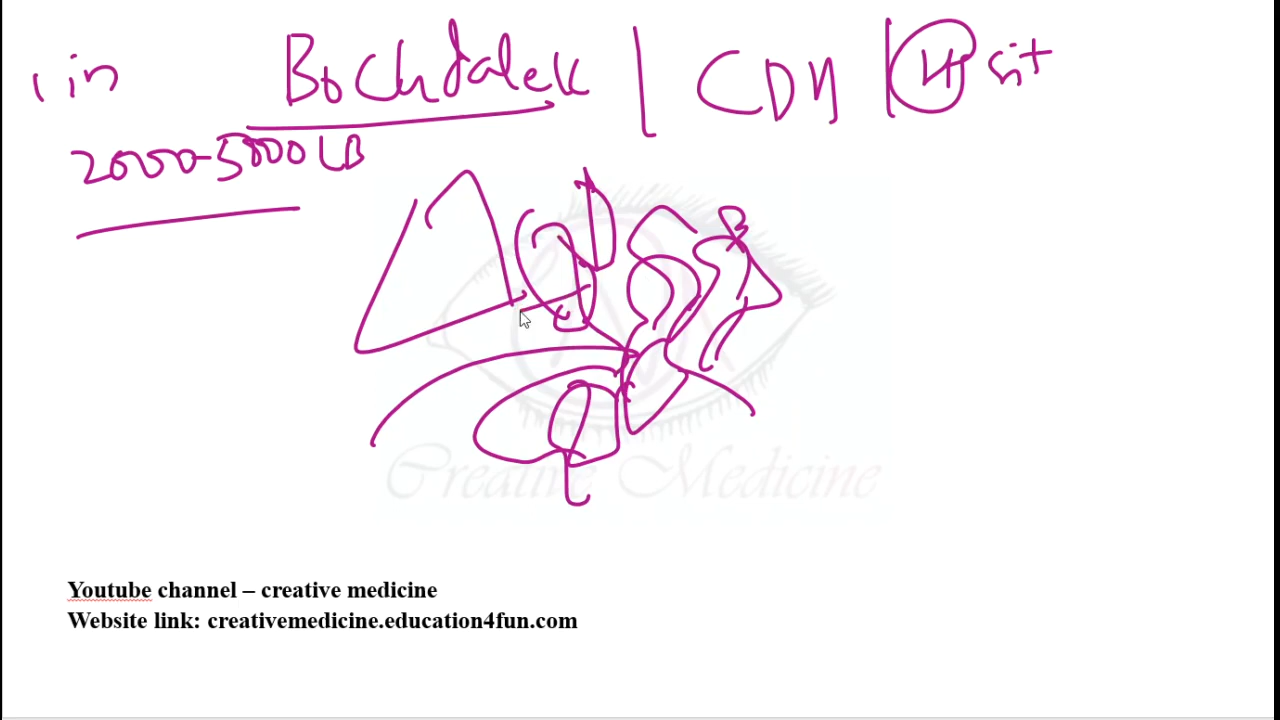 1 in Bochdalek | CDH | Lt sit
2000-5000 LB
B
L
Creative Medicine
Youtube channel – creative medicine
Website link: creativemedicine.education4fun.com